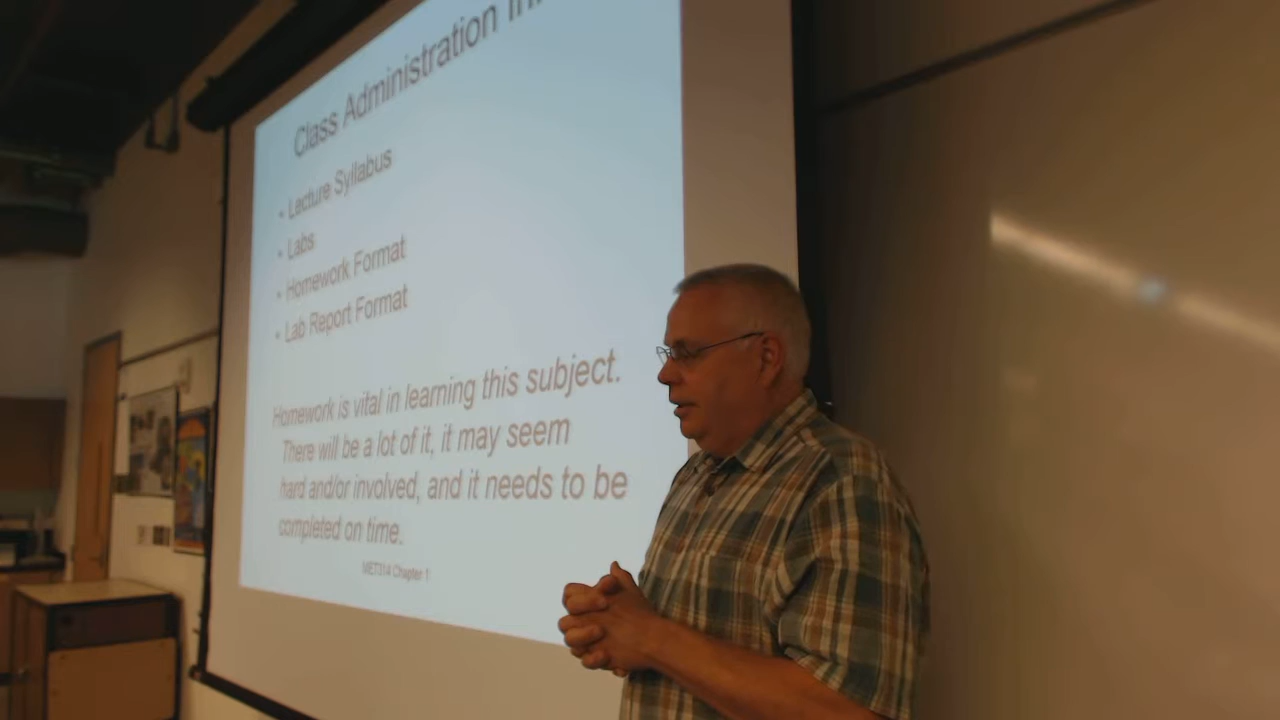 Class Administration
• Lecture Syllabus
• Labs
• Homework Format
• Lab Report Format
Homework is vital in learning this subject.
There will be a lot of it, it may seem
hard and/or involved, and it needs to be
completed on time.
MET314 Chapter 1